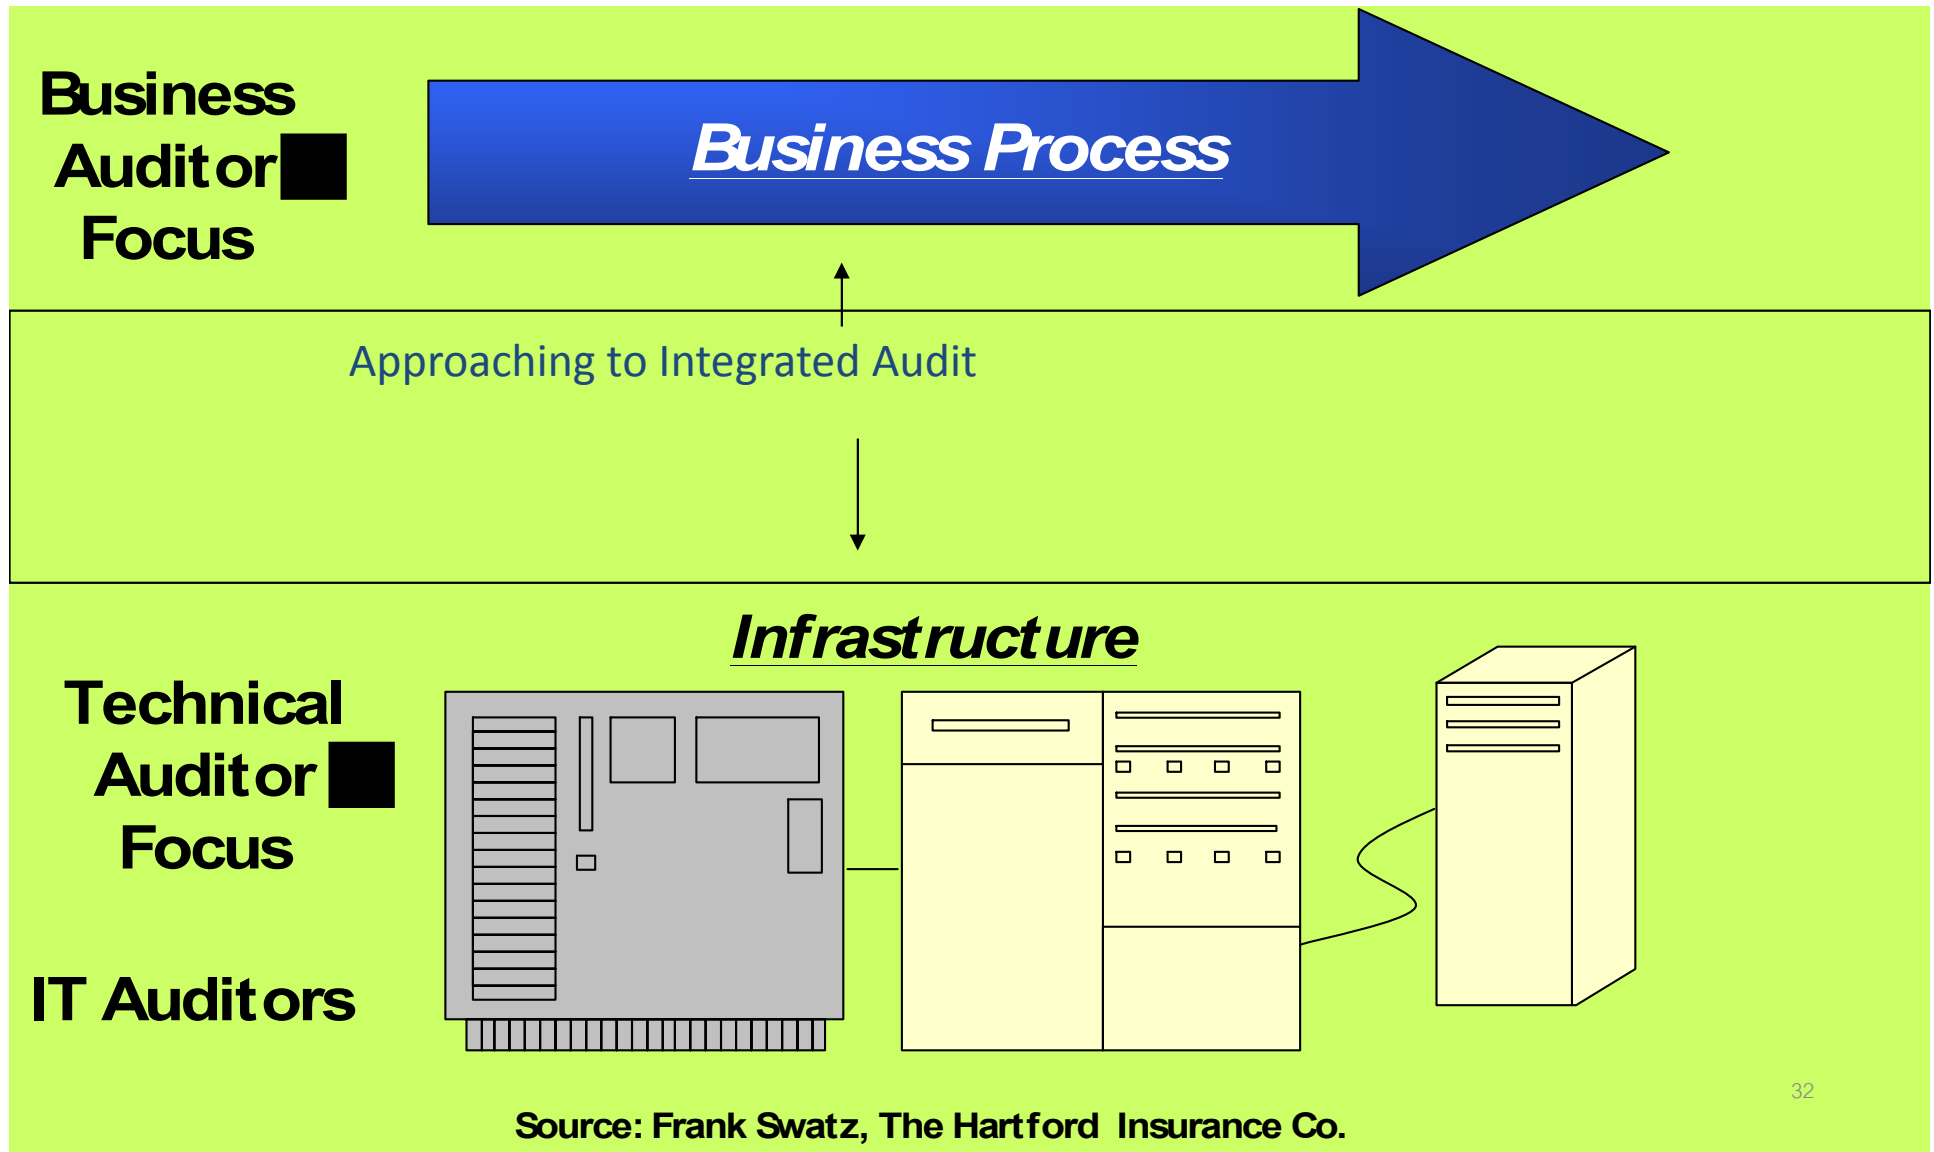 Business
Auditor
Focus
Business Process
Approaching to Integrated Audit
Infrastructure
Technical
Auditor
Focus
IT Auditors
32
Source: Frank Swatz, The Hartford Insurance Co.